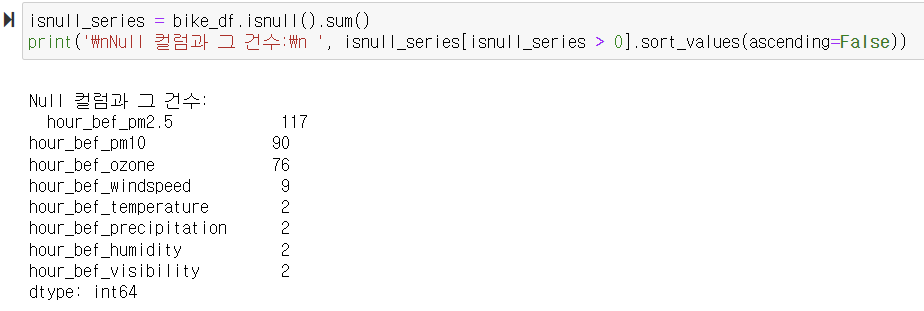 isnull_series = bike_df.isnull().sum()
print('₩nNull 컬럼과 그 건수:₩n ', isnull_series[isnull_series > 0].sort_values(ascending=False))
Null 컬럼과 그 건수:
hour_bef_pm2.5 117
hour_bef_pm10 90
hour_bef_ozone 76
hour_bef_windspeed 9
hour_bef_temperature 2
hour_bef_precipitation 2
hour_bef_humidity 2
hour_bef_visibility 2
dtype: int64